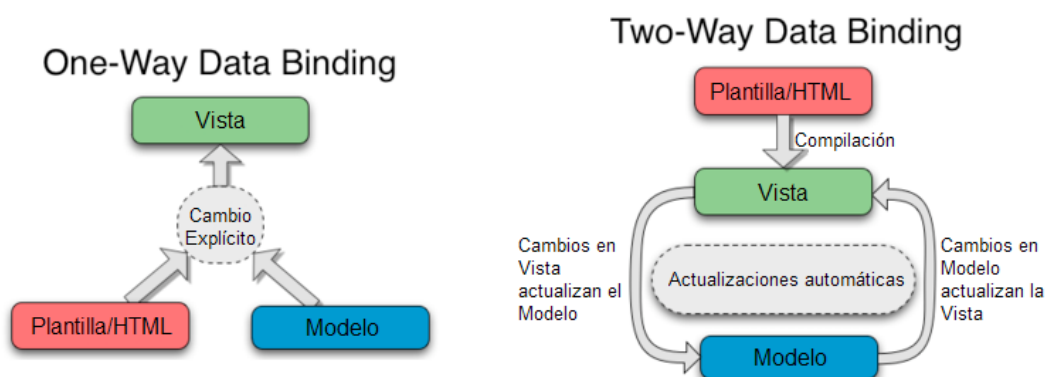 One-Way Data Binding
Vista
Cambio
Explícito
Plantilla/HTML
Modelo
Two-Way Data Binding
Plantilla/HTML
Compilación
Vista
Cambios en
Vista
actualizan el
Modelo
Actualizaciones automáticas
Cambios en
Modelo
actualizan la
Vista
Modelo